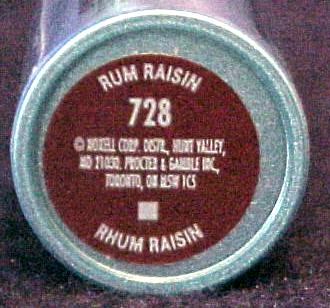 RUM RAISIN
728
© NOXELL CORP. DISTR., HUNT VALLEY,
MD 21030. PROCTER & GAMBLE INC,
TORONTO, ON M5W 1C5
RHUM RAISIN